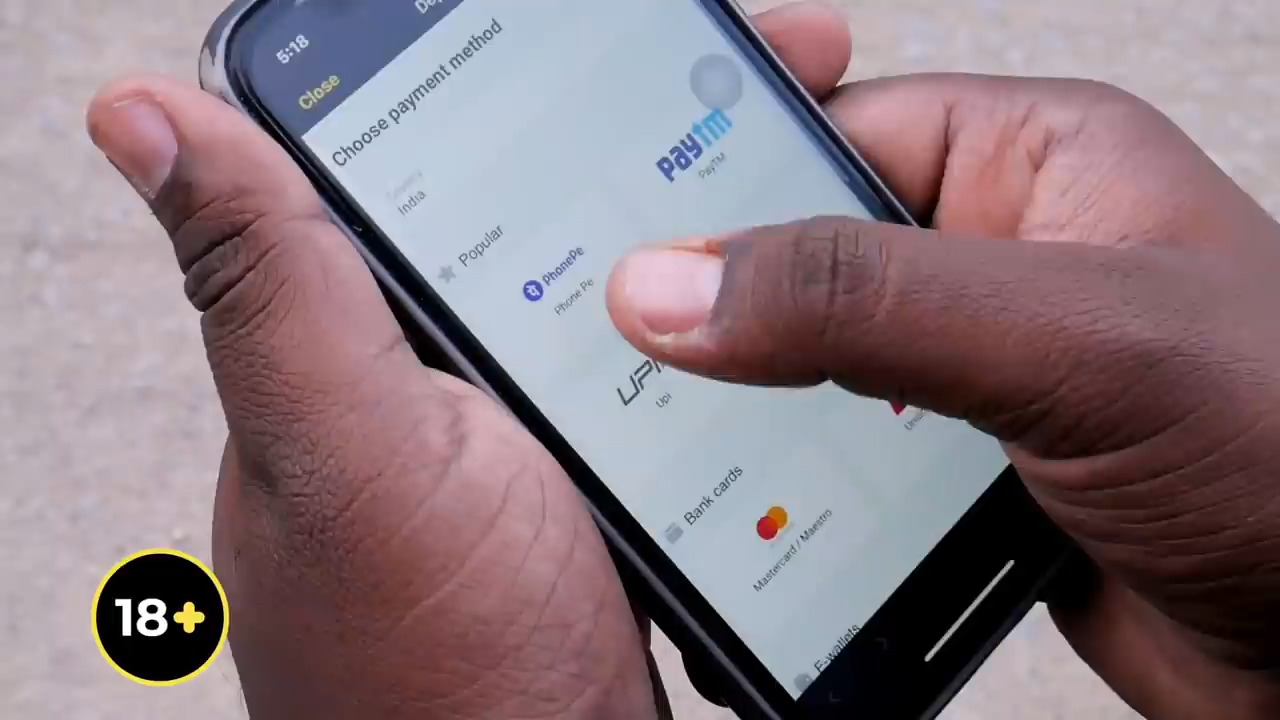 5:18
Close
Choose payment method
India
Popular
PhonePe
Phone Pe
Paytm
PayTM
UPI
Upi
Bank cards
Mastercard / Maestro
E-wallets
18+